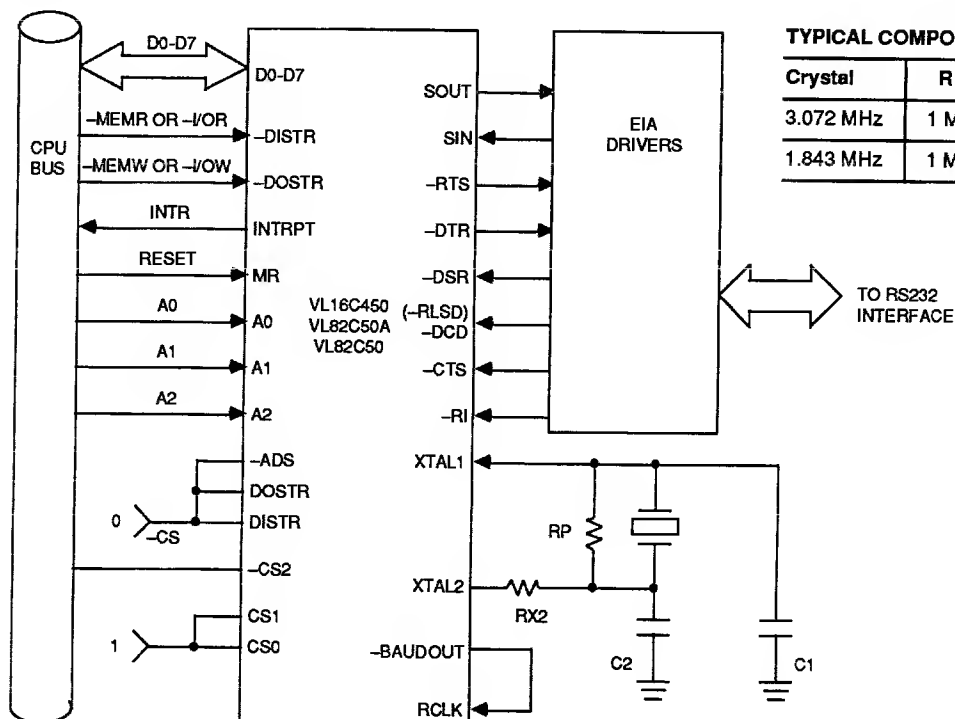 D0-D7
D0-D7
–MEMR OR –I/OR
–DISTR
CPU
BUS
–MEMW OR –I/OW
–DOSTR
INTR
INTRPT
RESET
MR
A0
A0
A1
A1
A2
A2
–ADS
DOSTR
DISTR
0
–CS
–CS2
CS1
CS0
1
VL16C450
VL82C50A
VL82C50
SOUT
SIN
–RTS
–DTR
–DSR
(–RLSD)
–DCD
–CTS
–RI
XTAL1
XTAL2
–BAUDOUT
RCLK
EIA
DRIVERS
TO RS232
INTERFACE
RP
RX2
C2
C1
TYPICAL COMPO
Crystal R
3.072 MHz 1 M
1.843 MHz 1 M